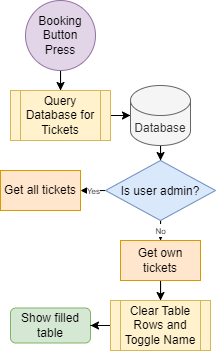 Booking
Button
Press
Query
Database for
Tickets
Database
Is user admin?
Yes
Get all tickets
No
Get own
tickets
Clear Table
Rows and
Toggle Name
Show filled
table